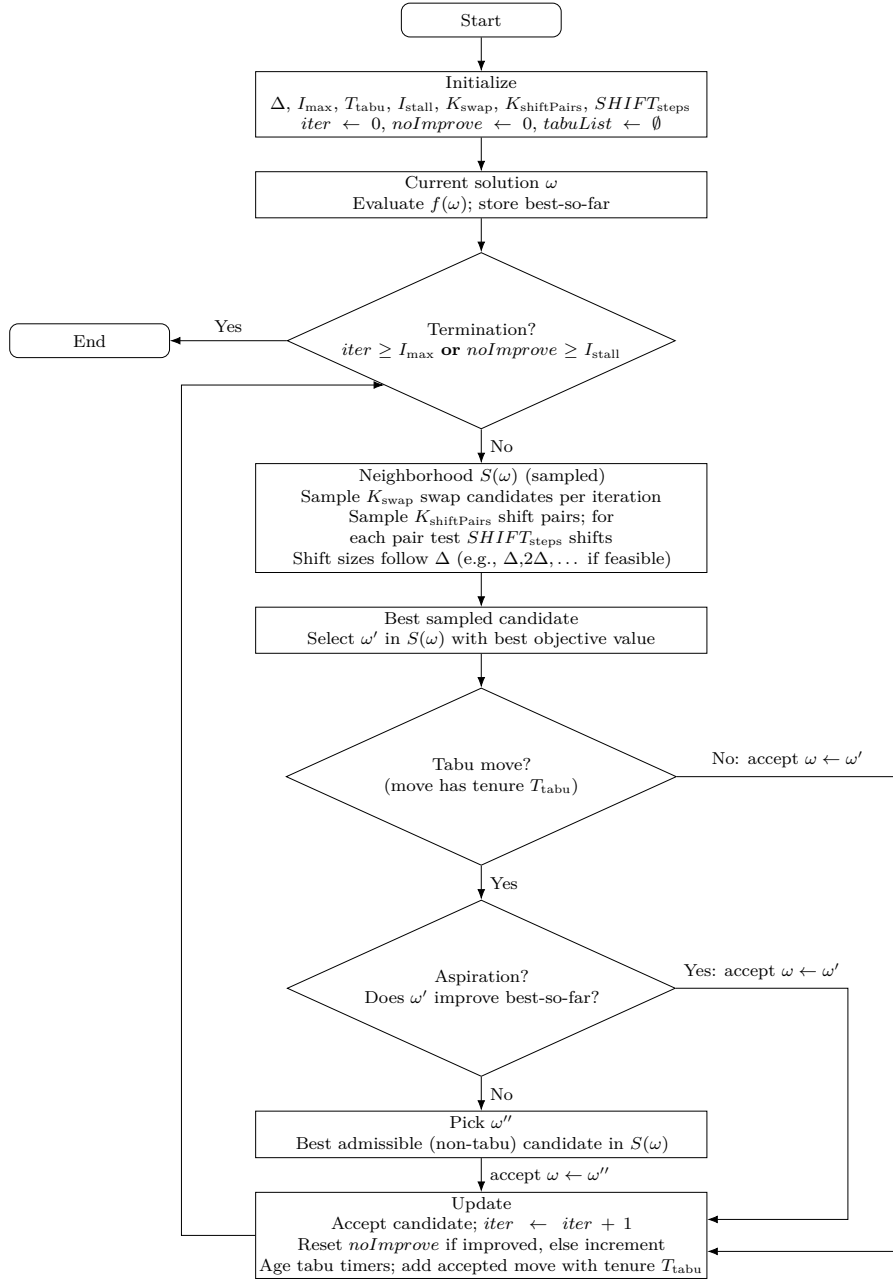 Start
Initialize
Δ, I_max, T_tabu, I_stall, K_swap, K_shiftPairs, SHIFT_steps
iter ← 0, noImprove ← 0, tabuList ← ∅
Current solution ω
Evaluate f(ω); store best-so-far
Termination?
iter ≥ I_max or noImprove ≥ I_stall
Yes
End
No
Neighborhood S(ω) (sampled)
Sample K_swap swap candidates per iteration
Sample K_shiftPairs shift pairs; for
each pair test SHIFT_steps shifts
Shift sizes follow Δ (e.g., Δ,2Δ,… if feasible)
Best sampled candidate
Select ω′ in S(ω) with best objective value
Tabu move?
(move has tenure T_tabu)
No: accept ω ← ω′
Yes
Aspiration?
Does ω′ improve best-so-far?
Yes: accept ω ← ω′
No
Pick ω″
Best admissible (non-tabu) candidate in S(ω)
accept ω ← ω″
Update
Accept candidate; iter ← iter + 1
Reset noImprove if improved, else increment
Age tabu timers; add accepted move with tenure T_tabu